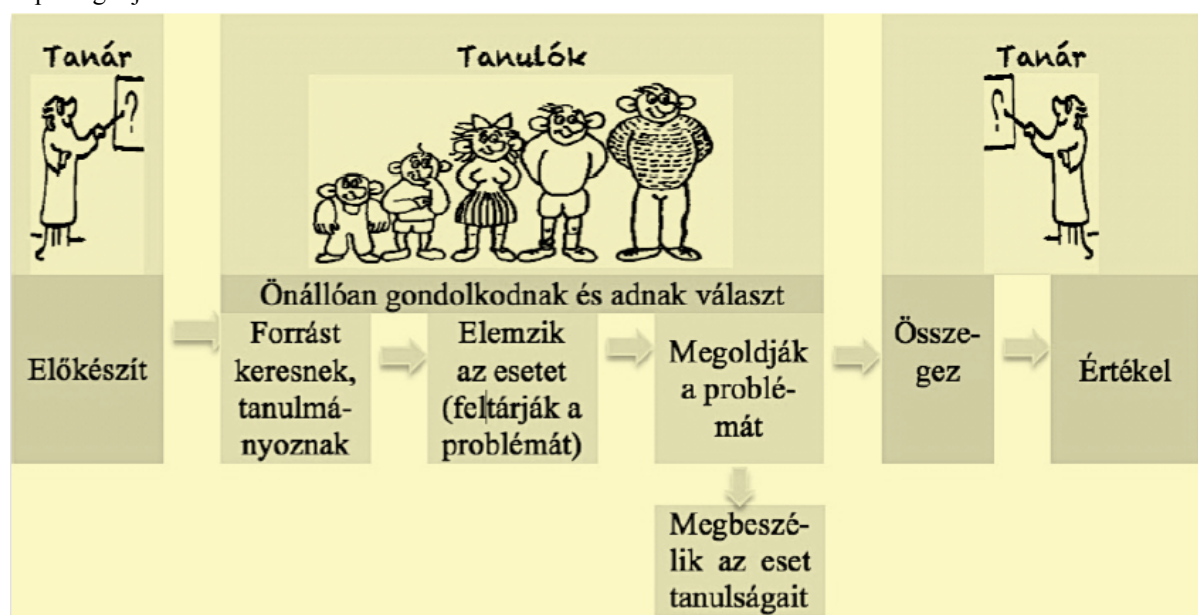 Tanár
Tanulók
Tanár
?
?
Önállóan gondolkodnak és adnak választ
Előkészít
Forrást
keresnek,
tanulmá-
nyoznak
Elemzik
az esetet
(feltárják a
problémát)
Megoldják
a problé-
mát
Megbeszé-
lik az eset
tanulságait
Össze-
gez
Értékel